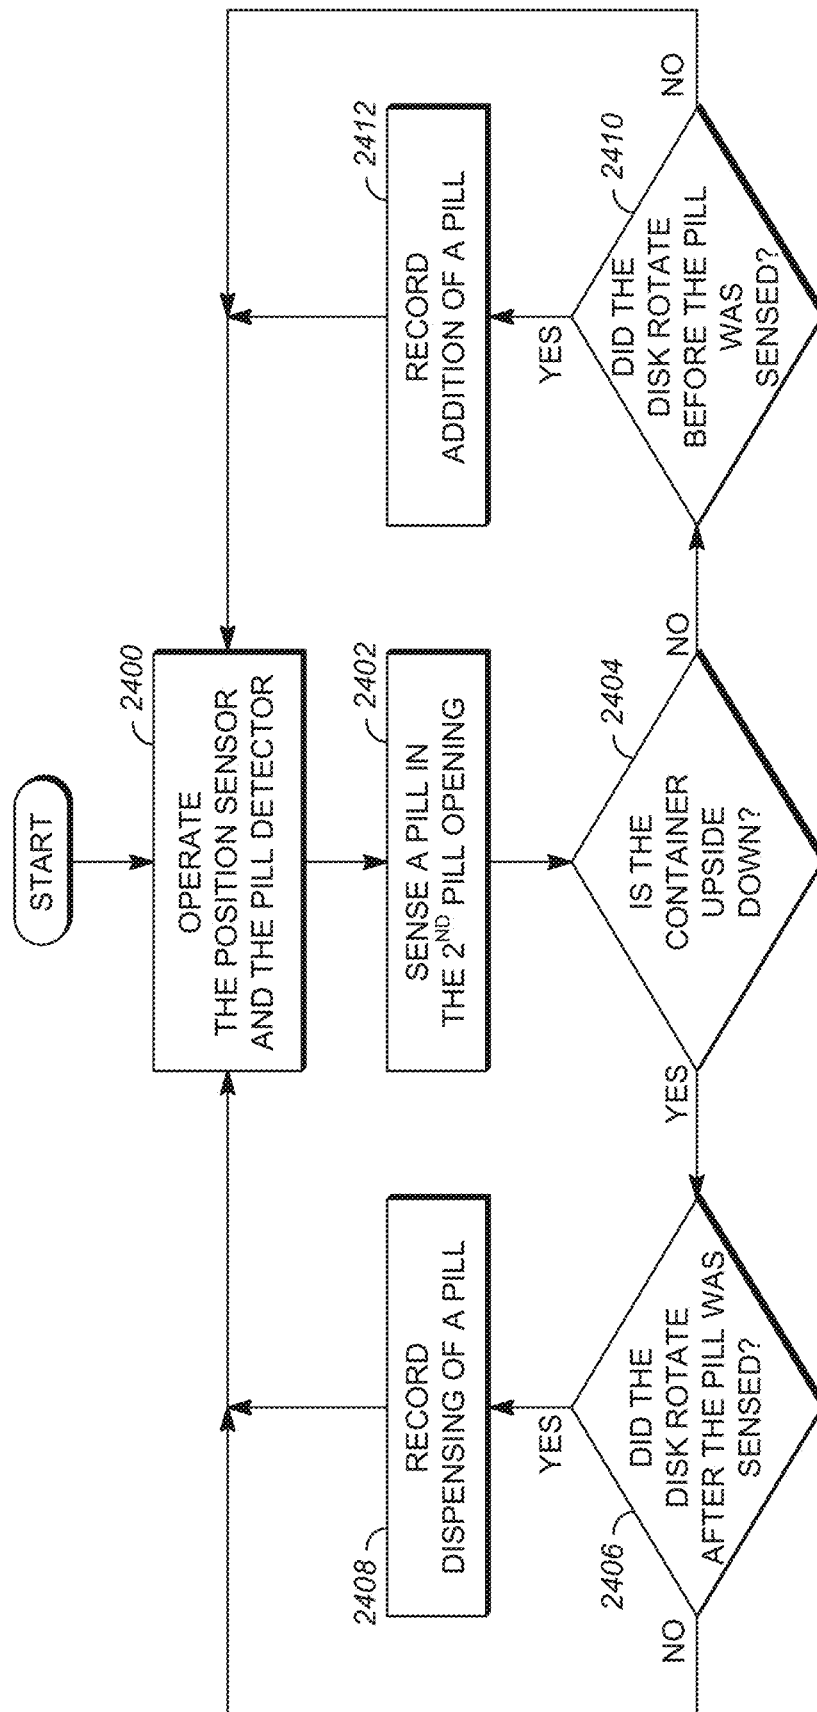 START
2400
OPERATE
THE POSITION SENSOR
AND THE PILL DETECTOR
2402
SENSE A PILL IN
THE 2ND PILL OPENING
2404
IS THE
CONTAINER
UPSIDE
DOWN?
YES
NO
2406
DID THE
DISK ROTATE
AFTER THE PILL WAS
SENSED?
YES
NO
2408
RECORD
DISPENSING OF A PILL
2410
DID THE
DISK ROTATE
BEFORE THE PILL
WAS
SENSED?
YES
NO
2412
RECORD
ADDITION OF A PILL